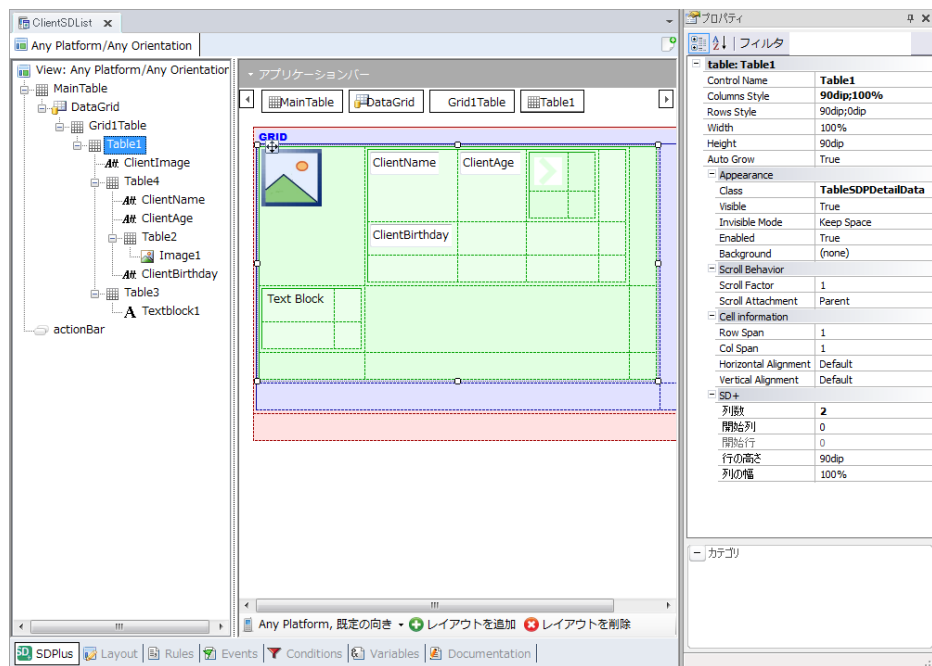 ClientSDList
Any Platform/Any Orientation
View: Any Platform/Any Orientation
MainTable
DataGrid
Grid1Table
Table1
Att ClientImage
Table4
Att ClientName
Att ClientAge
Table2
Image1
Att ClientBirthday
Table3
A Textblock1
actionBar
アプリケーションバー
MainTable DataGrid Grid1Table Table1
GRID
ClientName ClientAge
ClientBirthday
Text Block
Any Platform, 既定の向き レイアウトを追加 レイアウトを削除
SDPlus Layout Rules Events Conditions Variables Documentation
プロパティ
フィルタ
table: Table1
Control Name Table1
Columns Style 90dip;100%
Rows Style 90dip;0dip
Width 100%
Height 90dip
Auto Grow True
Appearance
Class TableSDPDetailData
Visible True
Invisible Mode Keep Space
Enabled True
Background (none)
Scroll Behavior
Scroll Factor 1
Scroll Attachment Parent
Cell information
Row Span 1
Col Span 1
Horizontal Alignment Default
Vertical Alignment Default
SD+
列数 2
開始列 0
開始行 0
行の高さ 90dip
列の幅 100%
カテゴリ